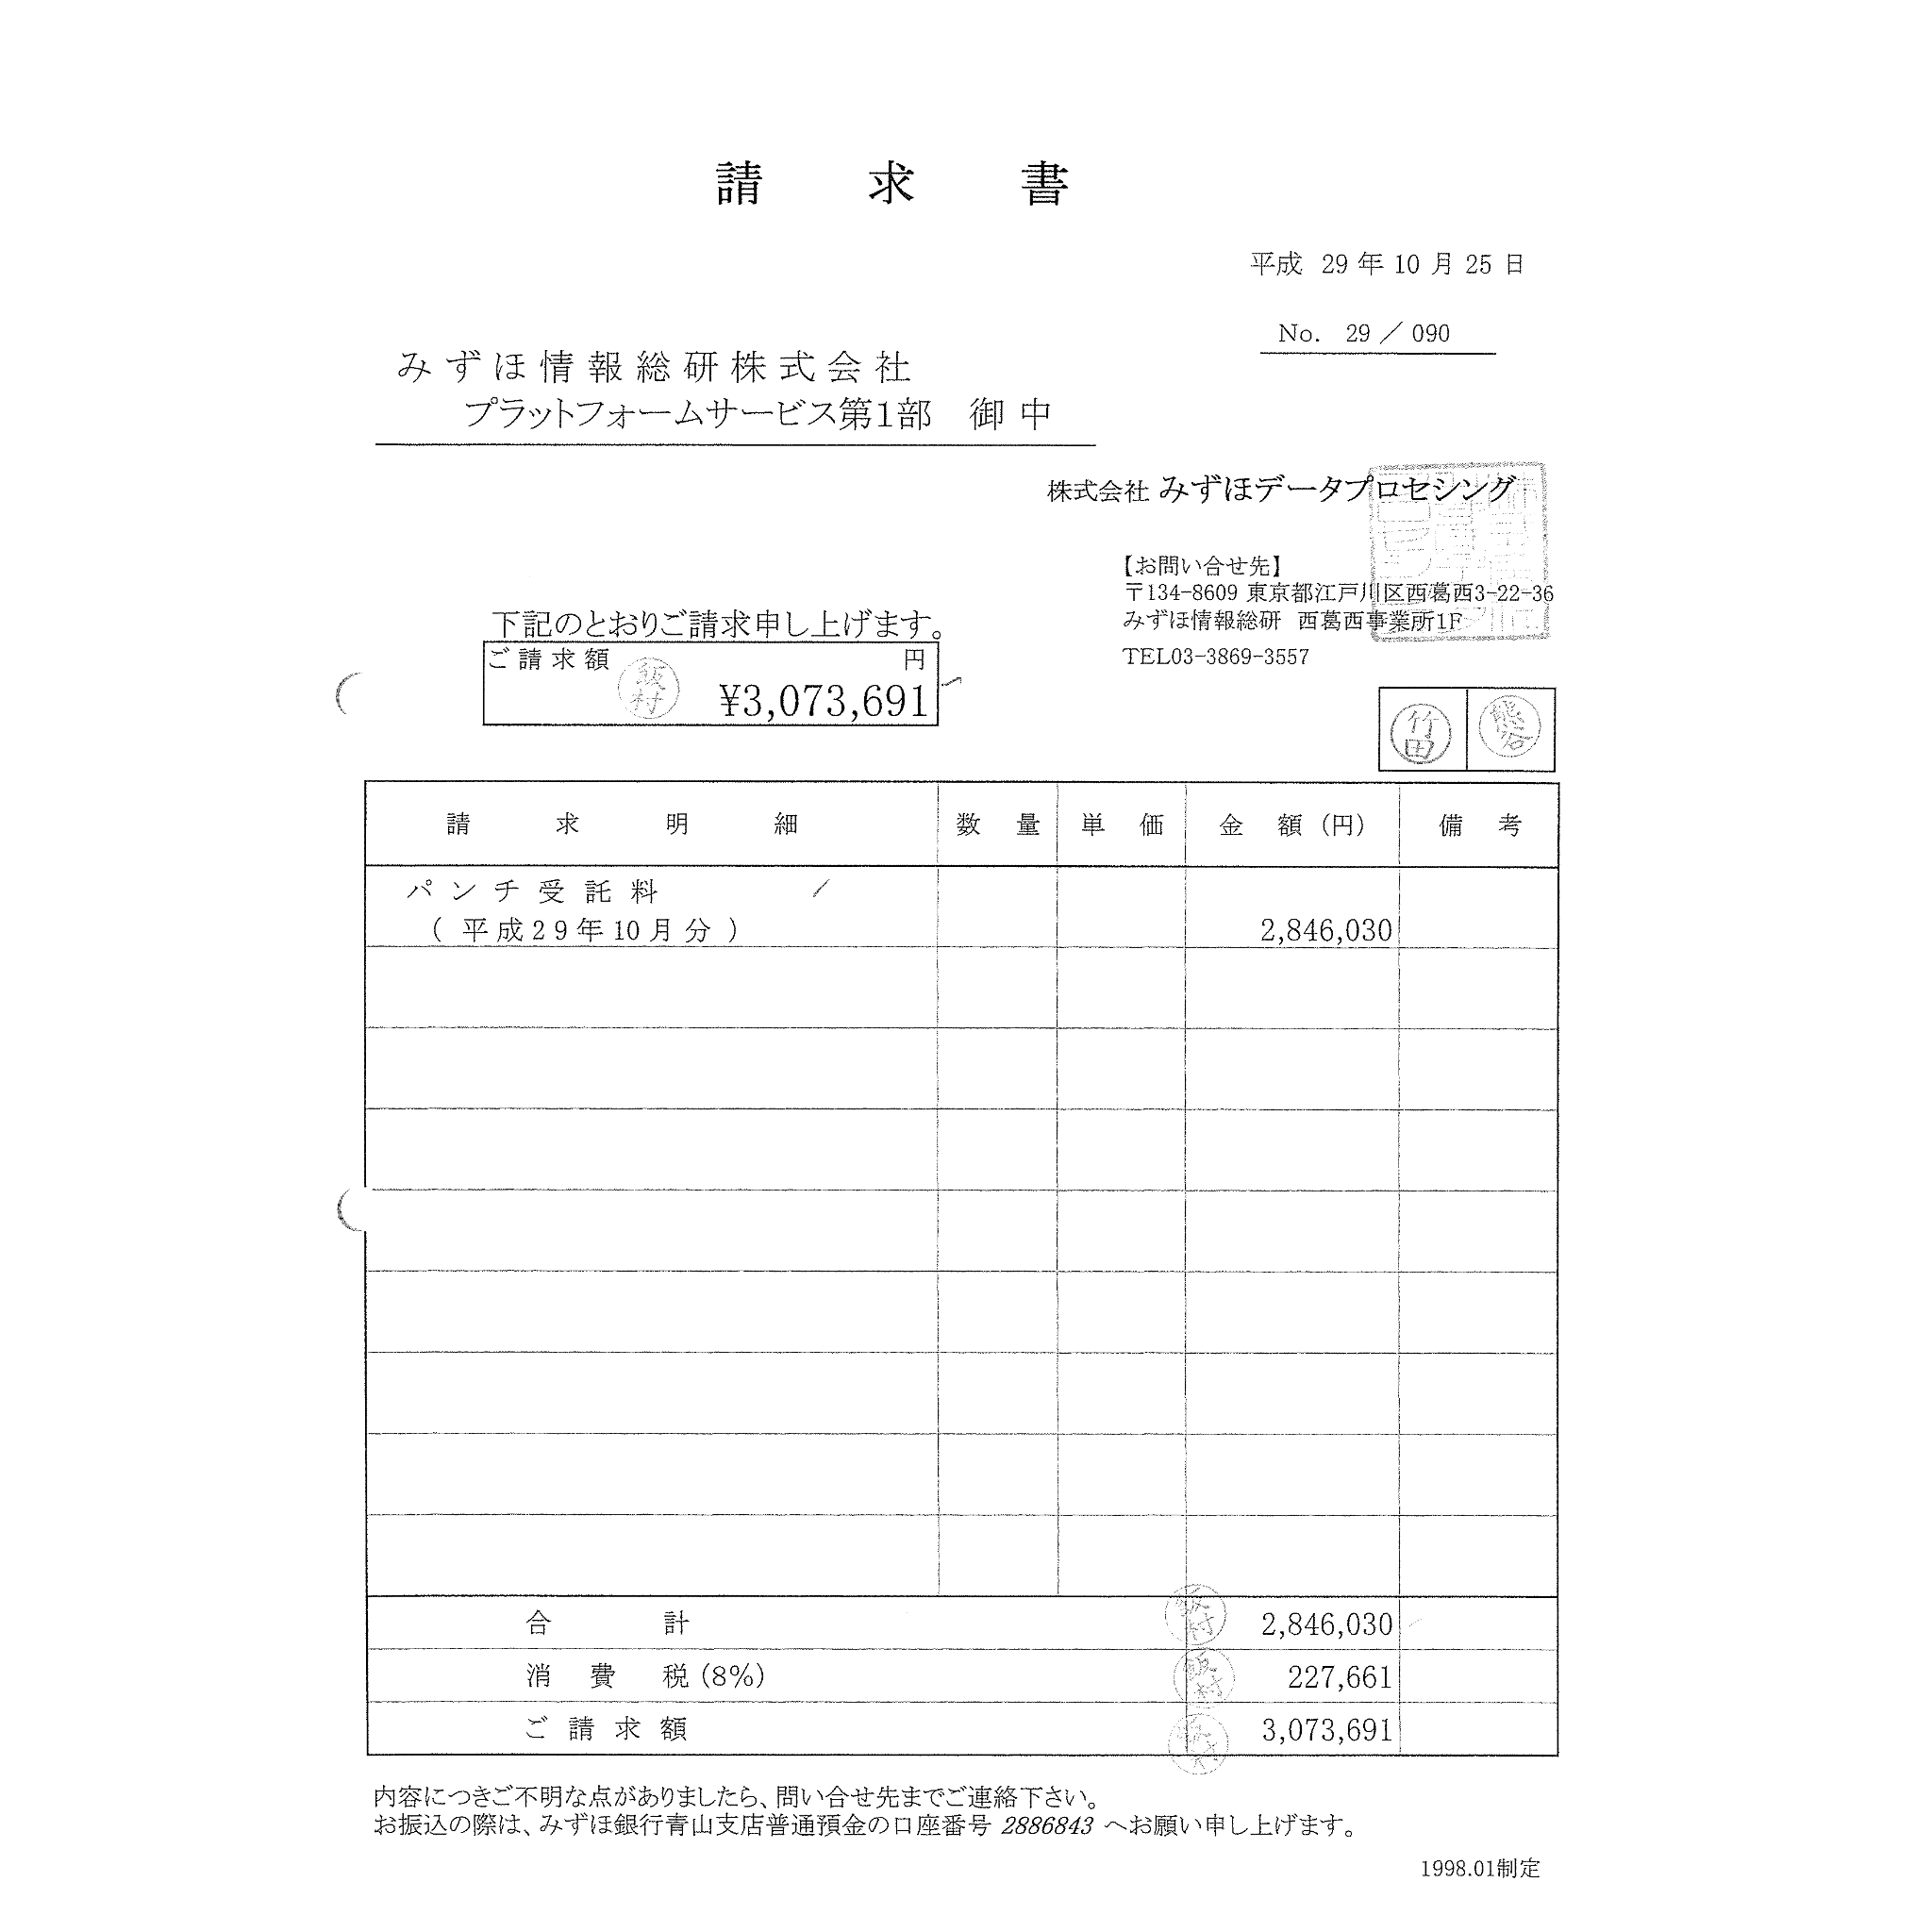 請求書
平成 29 年 10 月 25 日
No. 29 ／ 090
みずほ情報総研株式会社
プラットフォームサービス第1部 御中
株式会社 みずほデータプロセシング
【お問い合せ先】
〒134-8609 東京都江戸川区西葛西3-22-36
みずほ情報総研 西葛西事業所1F
TEL03-3869-3557
下記のとおりご請求申し上げます。
ご請求額 円
¥3,073,691
竹田 熊谷
請求明細 数量 単価 金額(円) 備考
パンチ受託料
( 平成29年10月分 ) 2,846,030
合計 2,846,030
消費税(8%) 227,661
ご請求額 3,073,691
内容につきご不明な点がありましたら、問い合せ先までご連絡下さい。
お振込の際は、みずほ銀行青山支店普通預金の口座番号 2886843 へお願い申し上げます。
1998.01制定